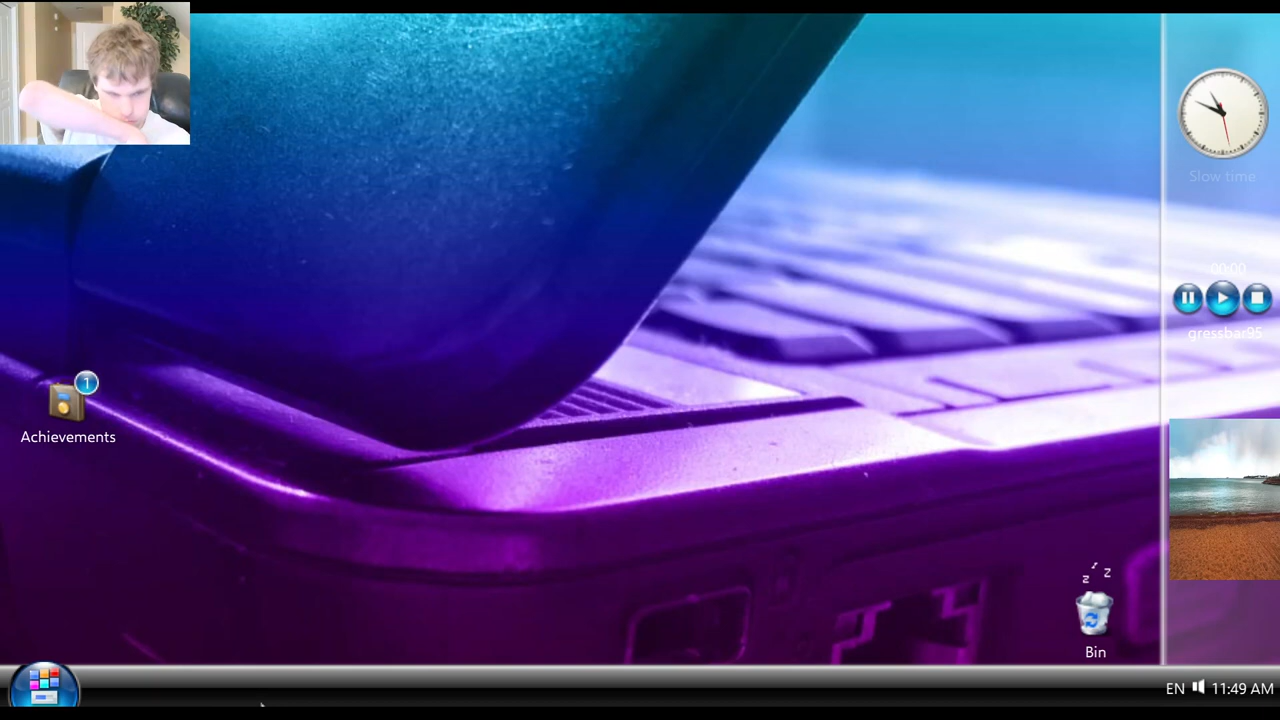 Slow time
00:00
gressbar95
1
Achievements
z z
Bin
EN 11:49 AM